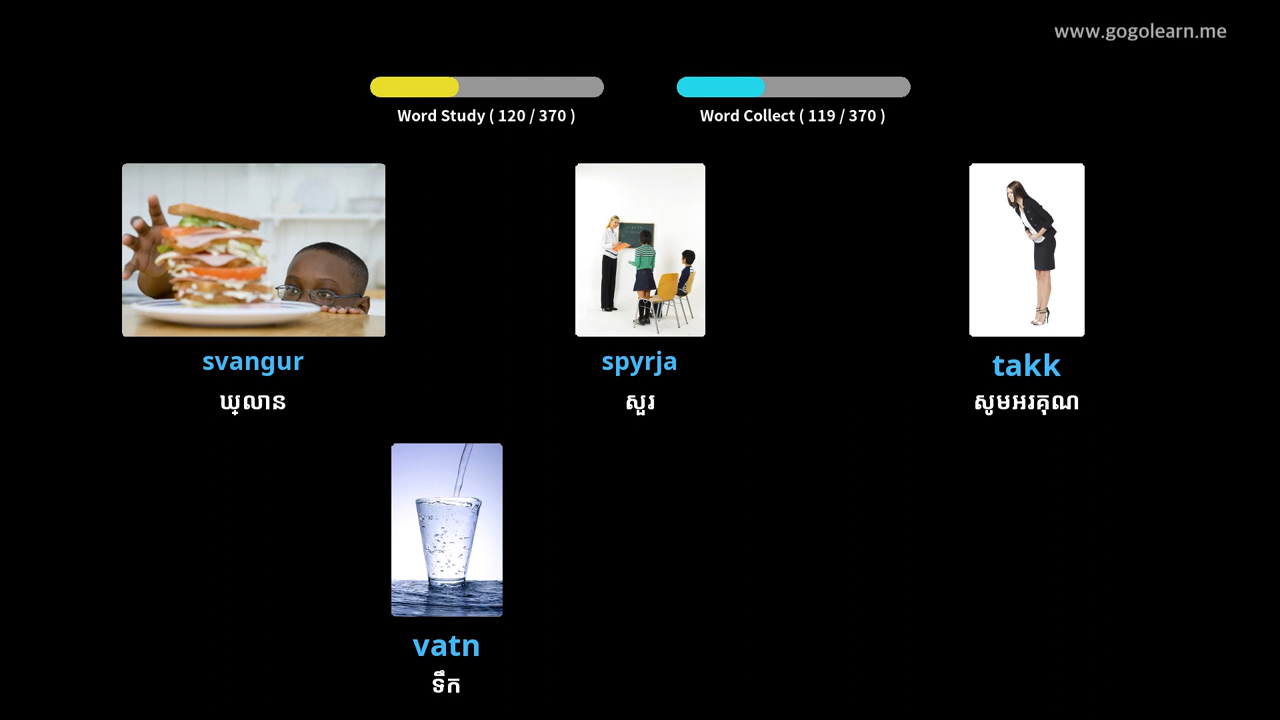 www.gogolearn.me
Word Study ( 120 / 370 )
Word Collect ( 119 / 370 )
svangur
spyrja
takk
ឃ្លាន
សួរ
សូមអរគុណ
vatn
ទឹក